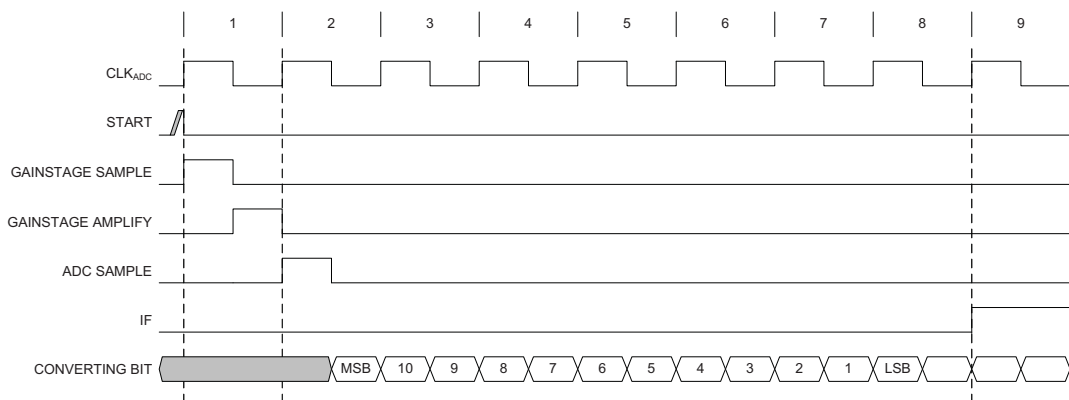 1 2 3 4 5 6 7 8 9
CLKADC
START
GAINSTAGE SAMPLE
GAINSTAGE AMPLIFY
ADC SAMPLE
IF
CONVERTING BIT MSB 10 9 8 7 6 5 4 3 2 1 LSB